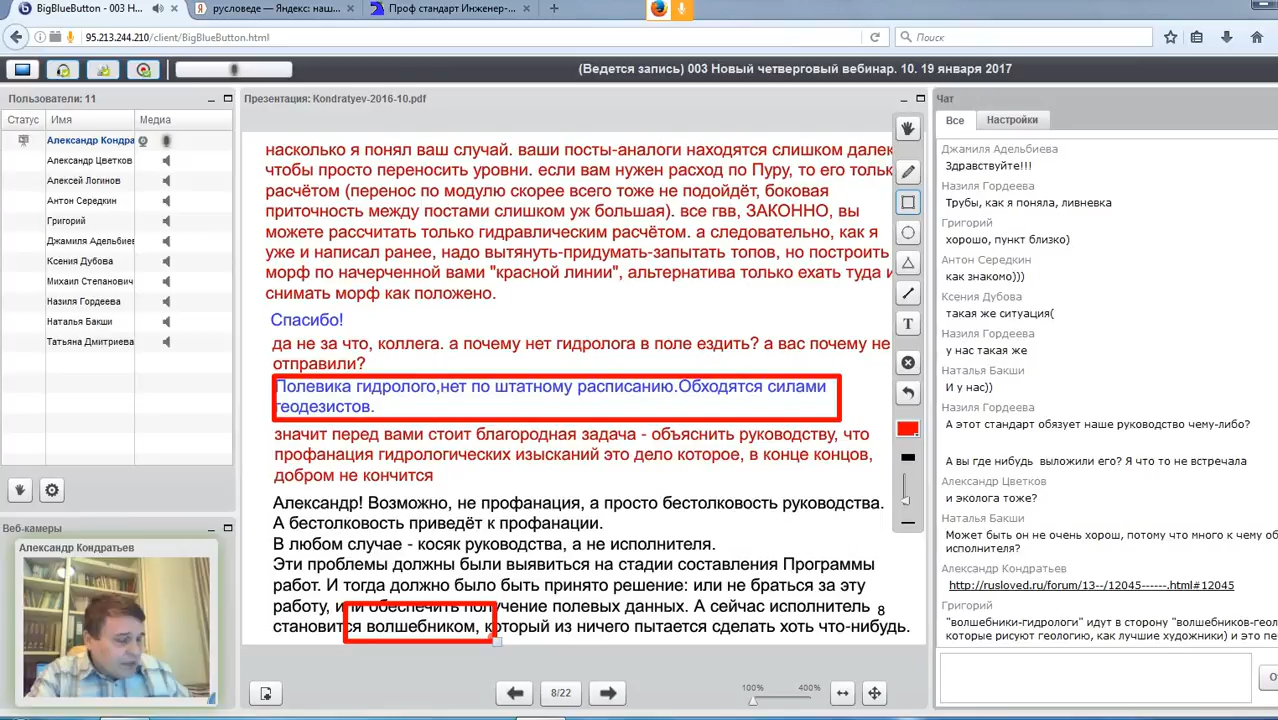 BigBlueButton - 003 Н...
русловеде — Яндекс: наш...
Проф стандарт Инженер-...
95.213.244.210/client/BigBlueButton.html
Поиск
(Ведется запись) 003 Новый четверговый вебинар. 10. 19 января 2017
Пользователи: 11
Статус Имя Медиа
Александр Кондра
Александр Цветков
Алексей Логинов
Антон Середкин
Григорий
Джамиля Адельбиев
Ксения Дубова
Михаил Степанович
Назиля Гордеева
Наталья Бакши
Татьяна Дмитриева
Веб-камеры
Александр Кондратьев
Презентация: Kondratyev-2016-10.pdf
насколько я понял ваш случай. ваши посты-аналоги находятся слишком далек
чтобы просто переносить уровни. если вам нужен расход по Пуру, то его тольк
расчётом (перенос по модулю скорее всего тоже не подойдёт, боковая
приточность между постами слишком уж большая). все гвв, ЗАКОННО, вы
можете рассчитать только гидравлическим расчётом. а следовательно, как я
уже и написал ранее, надо вытянуть-придумать-запытать топов, но построить
морф по начерченной вами "красной линии", альтернатива только ехать туда и
снимать морф как положено.
Спасибо!
да не за что, коллега. а почему нет гидролога в поле ездить? а вас почему не
отправили?
Полевика гидролого,нет по штатному расписанию.Обходятся силами
геодезистов.
значит перед вами стоит благородная задача - объяснить руководству, что
профанация гидрологических изысканий это дело которое, в конце концов,
добром не кончится
Александр! Возможно, не профанация, а просто бестолковость руководства.
А бестолковость приведёт к профанации.
В любом случае - косяк руководства, а не исполнителя.
Эти проблемы должны были выявиться на стадии составления Программы
работ. И тогда должно было быть принято решение: или не браться за эту
работу, или обеспечить получение полевых данных. А сейчас исполнитель
становится волшебником, который из ничего пытается сделать хоть что-нибудь.
8
T
8/22
100% 400%
Чат
Все Настройки
Джамиля Адельбиева
Здравствуйте!!!
Назиля Гордеева
Трубы, как я поняла, ливневка
Григорий
хорошо, пункт близко)
Антон Середкин
как знакомо)))
Ксения Дубова
такая же ситуация(
Назиля Гордеева
у нас такая же
Наталья Бакши
И у нас))
Назиля Гордеева
А этот стандарт обязует наше руководство чему-либо?
А вы где нибудь выложили его? Я что то не встречала
Александр Цветков
и эколога тоже?
Наталья Бакши
Может быть он не очень хорош, потому что много к чему об
исполнителя?
Александр Кондратьев
http://rusloved.ru/forum/13--/12045------.html#12045
Григорий
"волшебники-гидрологи" идут в сторону "волшебников-геол
которые рисуют геологию, как лучшие художники) и это пе